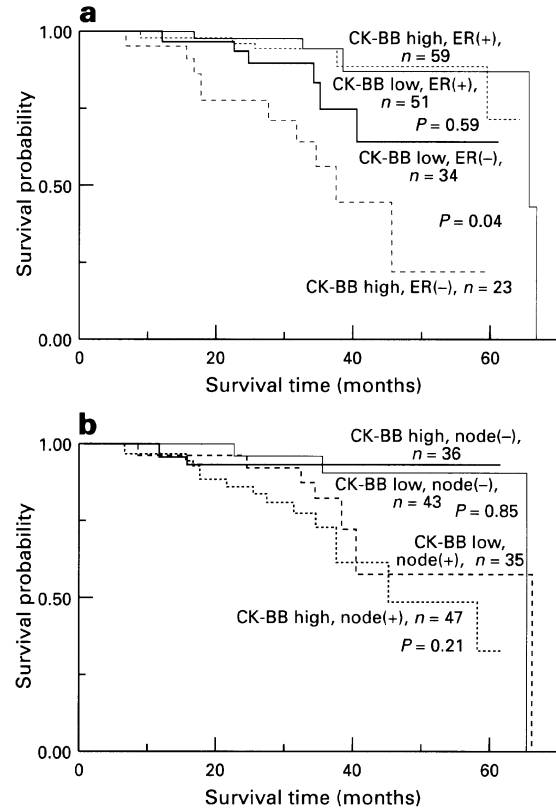 a
1.00
0.50
0.00
Survival probability
CK-BB high, ER(+),
n = 59
CK-BB low, ER(+),
n = 51
P = 0.59
CK-BB low, ER(–),
n = 34
P = 0.04
CK-BB high, ER(–), n = 23
0 20 40 60
Survival time (months)
b
1.00
0.50
0.00
Survival probability
CK-BB high, node(–),
n = 36
CK-BB low, node(–),
n = 43
P = 0.85
CK-BB low,
node(+), n = 35
CK-BB high, node(+), n = 47
P = 0.21
0 20 40 60
Survival time (months)